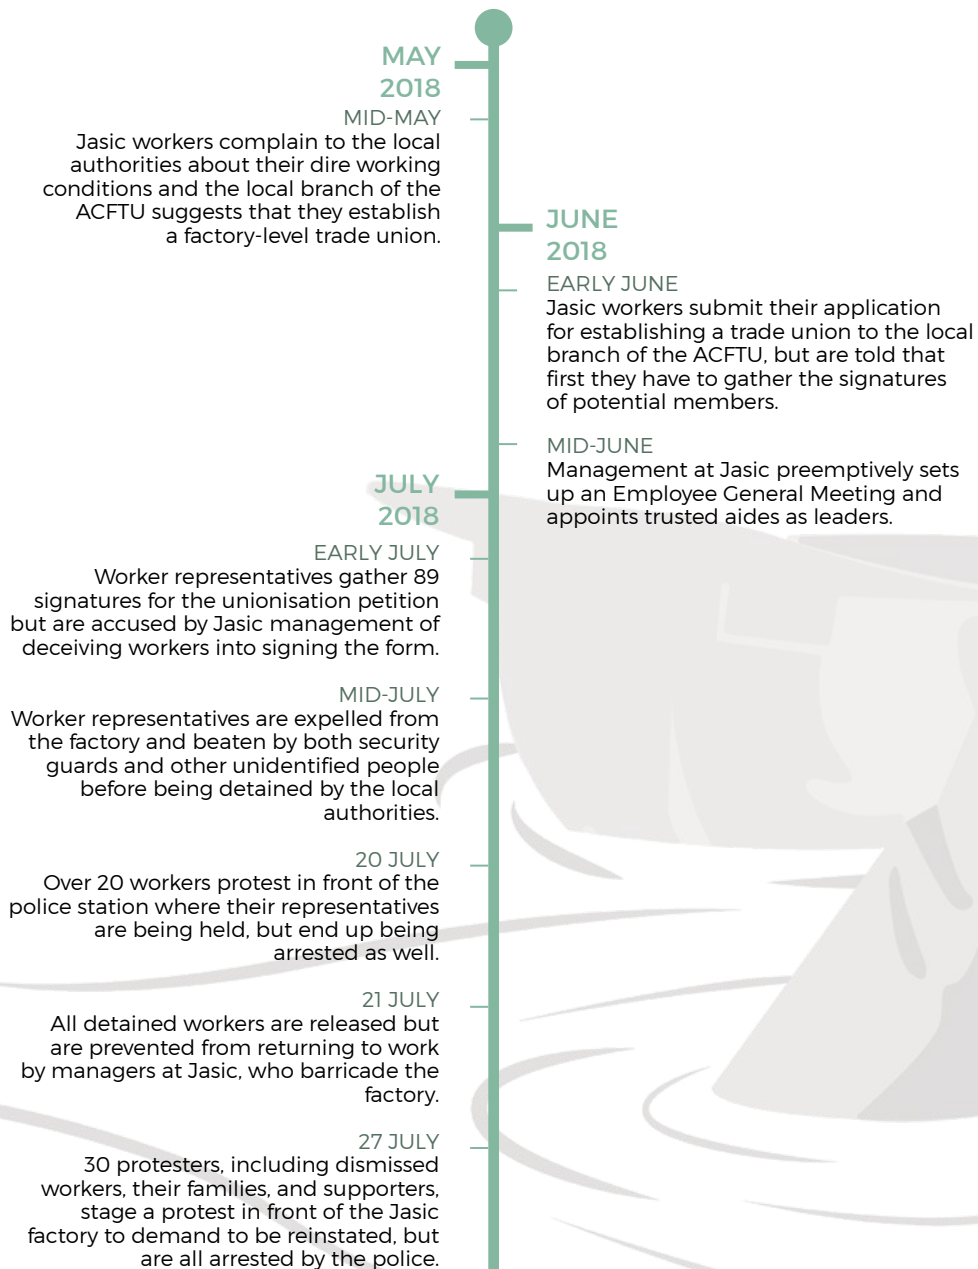 MAY
2018
MID-MAY
Jasic workers complain to the local
authorities about their dire working
conditions and the local branch of the
ACFTU suggests that they establish
a factory-level trade union.
JUNE
2018
EARLY JUNE
Jasic workers submit their application
for establishing a trade union to the local
branch of the ACFTU, but are told that
first they have to gather the signatures
of potential members.
MID-JUNE
Management at Jasic preemptively sets
up an Employee General Meeting and
appoints trusted aides as leaders.
JULY
2018
EARLY JULY
Worker representatives gather 89
signatures for the unionisation petition
but are accused by Jasic management of
deceiving workers into signing the form.
MID-JULY
Worker representatives are expelled from
the factory and beaten by both security
guards and other unidentified people
before being detained by the local
authorities.
20 JULY
Over 20 workers protest in front of the
police station where their representatives
are being held, but end up being
arrested as well.
21 JULY
All detained workers are released but
are prevented from returning to work
by managers at Jasic, who barricade the
factory.
27 JULY
30 protesters, including dismissed
workers, their families, and supporters,
stage a protest in front of the Jasic
factory to demand to be reinstated, but
are all arrested by the police.